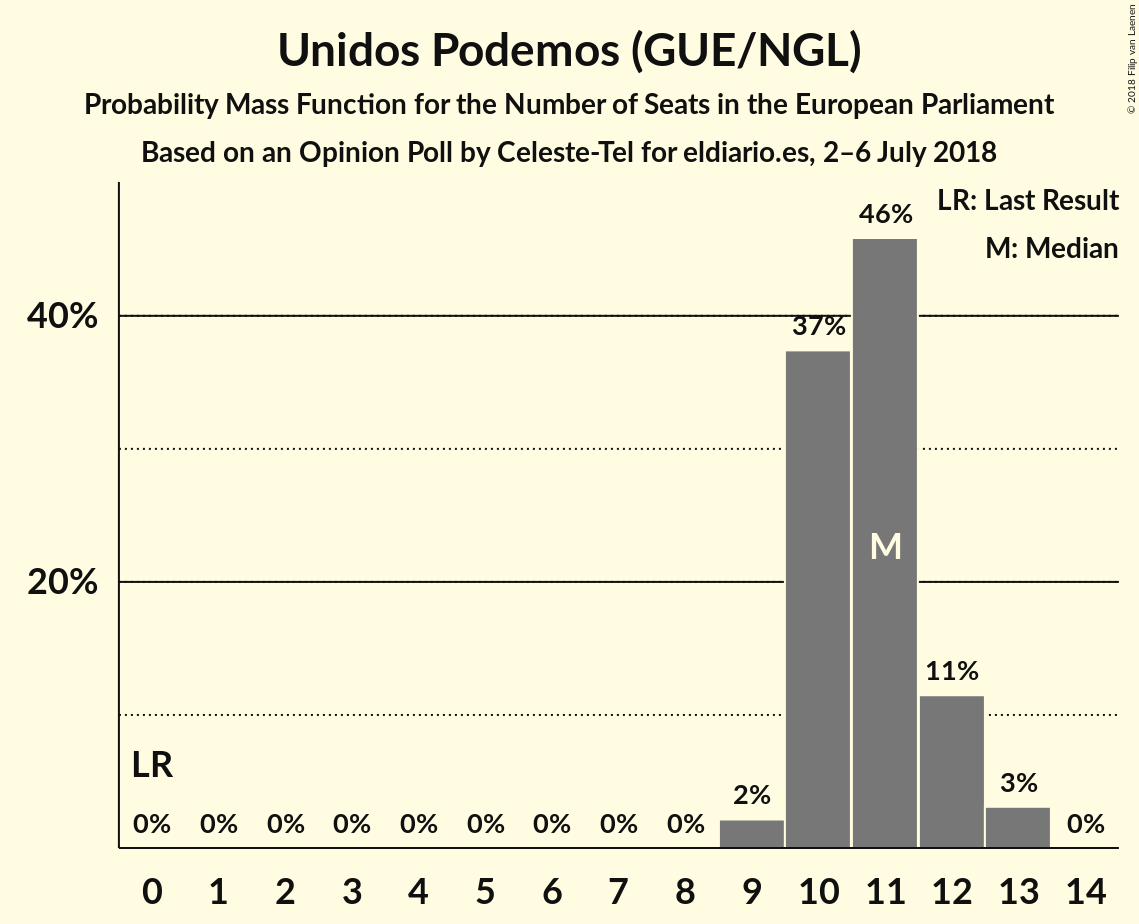 Unidos Podemos (GUE/NGL)
Probability Mass Function for the Number of Seats in the European Parliament
Based on an Opinion Poll by Celeste-Tel for eldiario.es, 2–6 July 2018
© 2018 Filip van Laenen
LR: Last Result
M: Median
46%
40%
37%
M
20%
11%
LR
3%
2%
0% 0% 0% 0% 0% 0% 0% 0% 0% 0%
0 1 2 3 4 5 6 7 8 9 10 11 12 13 14